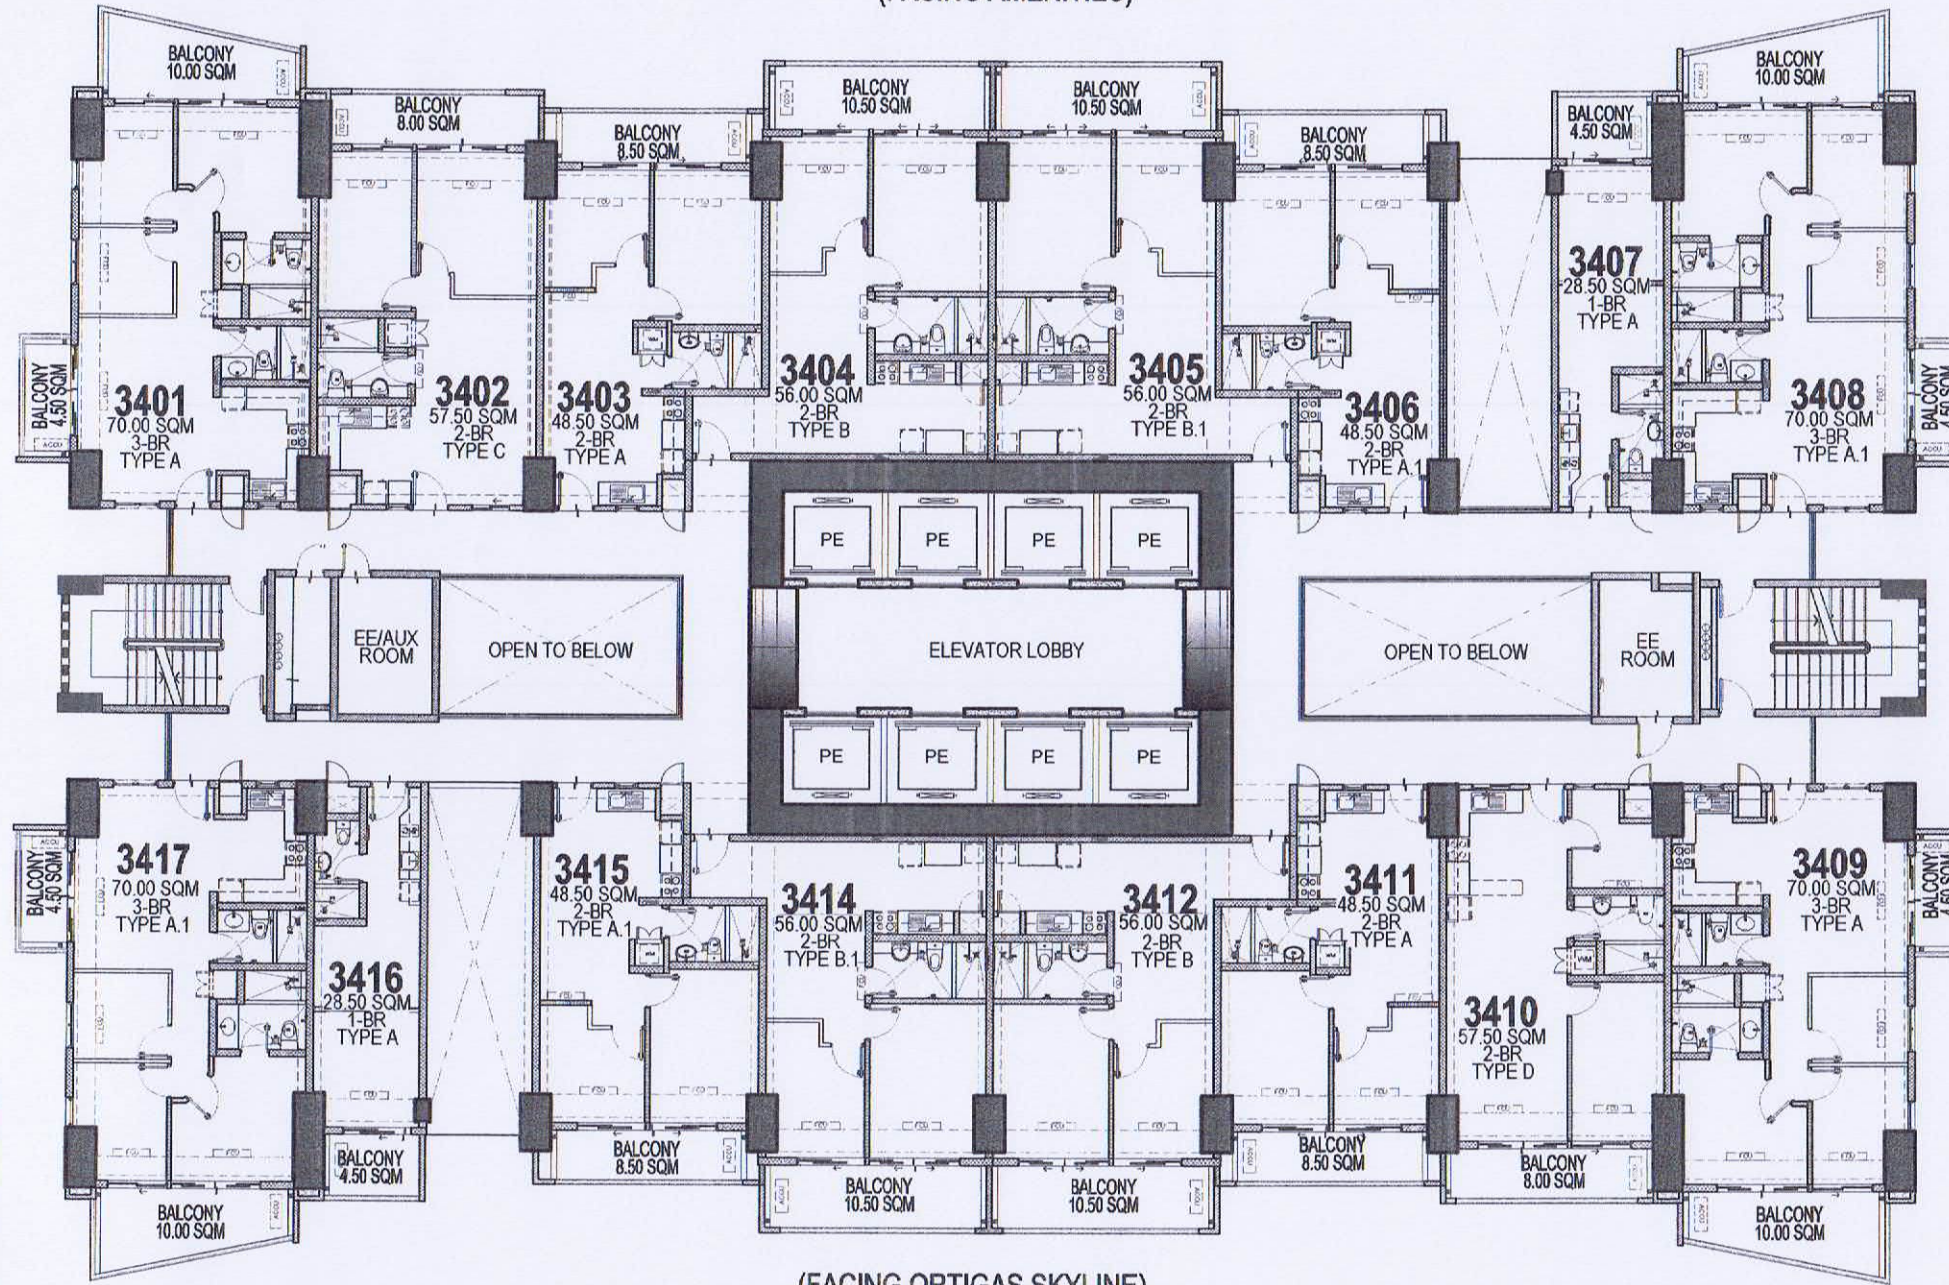 BALCONY
10.00 SQM
BALCONY
8.00 SQM
BALCONY
8.50 SQM
BALCONY
10.50 SQM
BALCONY
10.50 SQM
BALCONY
8.50 SQM
BALCONY
4.50 SQM
BALCONY
10.00 SQM
BALCONY
4.50 SQM
3401
70.00 SQM
3-BR
TYPE A
3402
57.50 SQM
2-BR
TYPE C
3403
48.50 SQM
2-BR
TYPE A
3404
56.00 SQM
2-BR
TYPE B
3405
56.00 SQM
2-BR
TYPE B.1
3406
48.50 SQM
2-BR
TYPE A.1
3407
28.50 SQM
1-BR
TYPE A
3408
70.00 SQM
3-BR
TYPE A.1
BALCONY
4.50 SQM
PE
PE
PE
PE
EE/AUX
ROOM
OPEN TO BELOW
ELEVATOR LOBBY
OPEN TO BELOW
EE
ROOM
PE
PE
PE
PE
BALCONY
4.50 SQM
3417
70.00 SQM
3-BR
TYPE A.1
3416
28.50 SQM
1-BR
TYPE A
3415
48.50 SQM
2-BR
TYPE A.1
3414
56.00 SQM
2-BR
TYPE B.1
3412
56.00 SQM
2-BR
TYPE B
3411
48.50 SQM
2-BR
TYPE A
3410
57.50 SQM
2-BR
TYPE D
3409
70.00 SQM
3-BR
TYPE A
BALCONY
4.50 SQM
BALCONY
10.00 SQM
BALCONY
4.50 SQM
BALCONY
8.50 SQM
BALCONY
10.50 SQM
BALCONY
10.50 SQM
BALCONY
8.50 SQM
BALCONY
8.00 SQM
BALCONY
10.00 SQM
(FACING ORTIGAS SKYLINE)